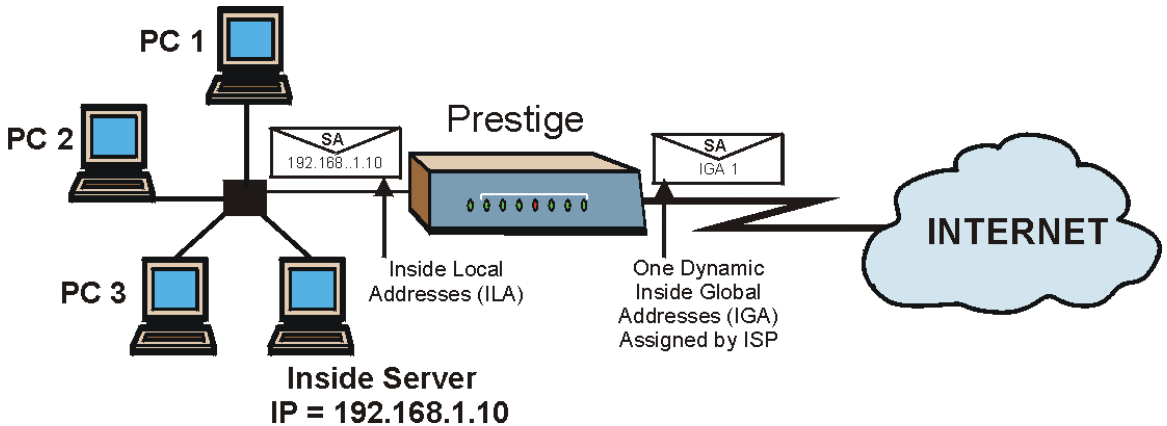 PC 1
PC 2
SA
192.168..1.10
Prestige
SA
IGA 1
INTERNET
Inside Local
Addresses (ILA)
One Dynamic
Inside Global
Addresses (IGA)
Assigned by ISP
PC 3
Inside Server
IP = 192.168.1.10